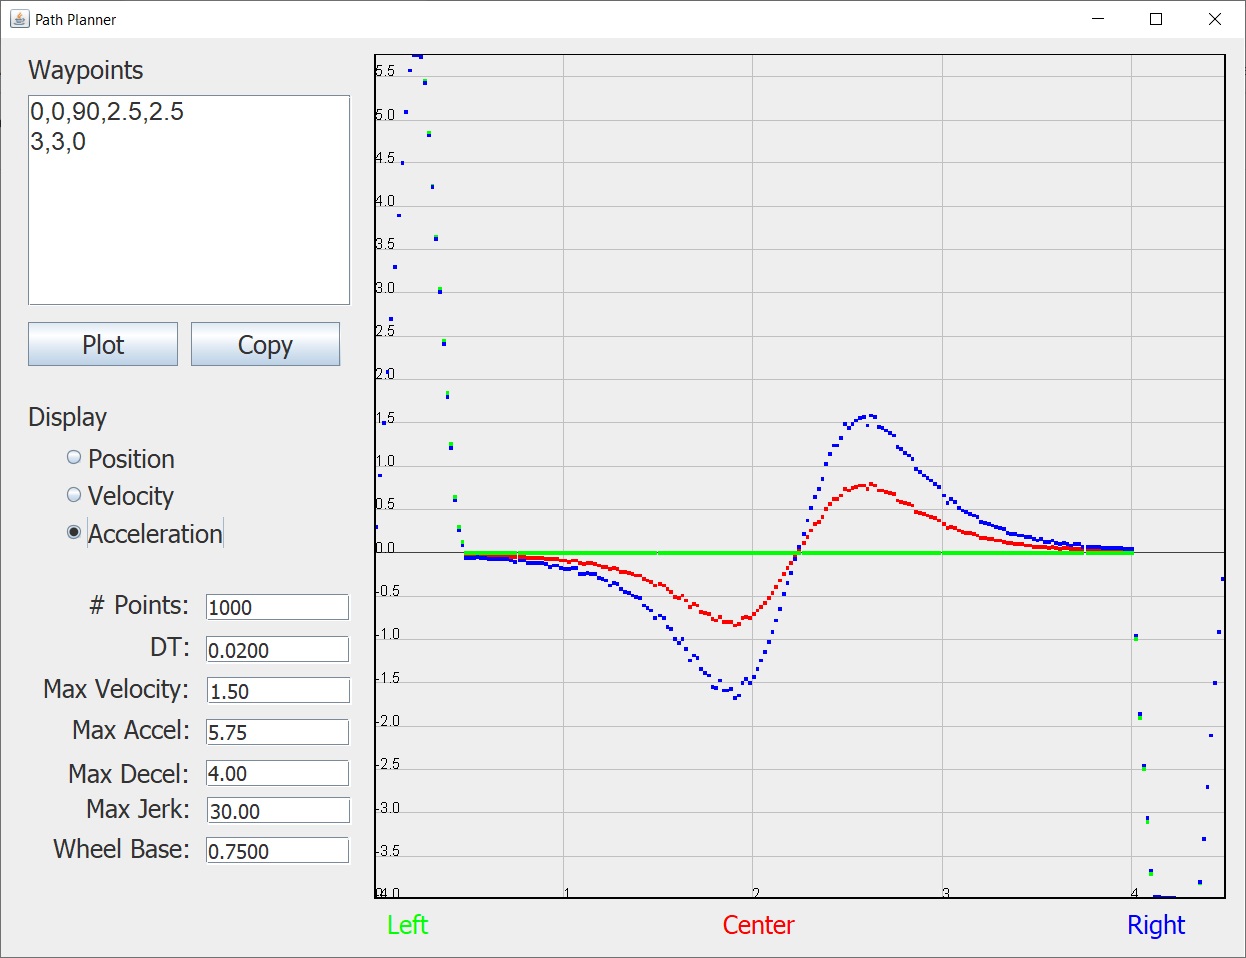 Path Planner
Waypoints
0,0,90,2.5,2.5
3,3,0
Plot Copy
Display
Position
Velocity
Acceleration
# Points: 1000
DT: 0.0200
Max Velocity: 1.50
Max Accel: 5.75
Max Decel: 4.00
Max Jerk: 30.00
Wheel Base: 0.7500
5.5
5.0
4.5
4.0
3.5
3.0
2.5
2.0
1.5
1.0
0.5
0.0
-0.5
-1.0
-1.5
-2.0
-2.5
-3.0
-3.5
1 2 3 4
Left Center Right